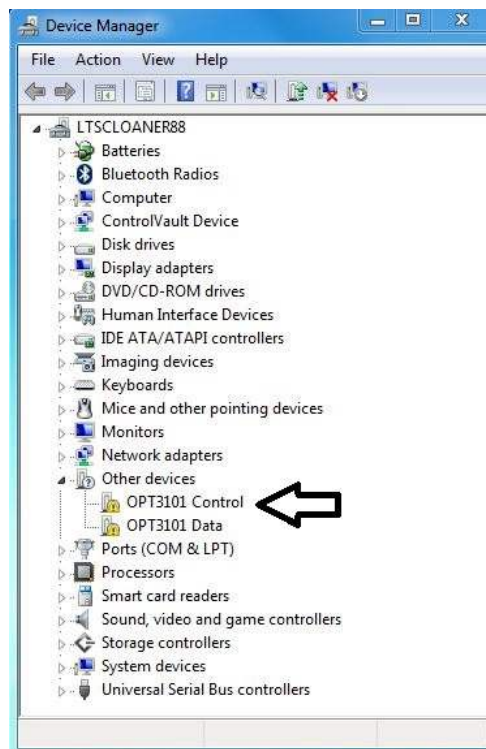 Device Manager
File Action View Help
LTSCLOANER88
Batteries
Bluetooth Radios
Computer
ControlVault Device
Disk drives
Display adapters
DVD/CD-ROM drives
Human Interface Devices
IDE ATA/ATAPI controllers
Imaging devices
Keyboards
Mice and other pointing devices
Monitors
Network adapters
Other devices
OPT3101 Control
OPT3101 Data
Ports (COM & LPT)
Processors
Smart card readers
Sound, video and game controllers
Storage controllers
System devices
Universal Serial Bus controllers